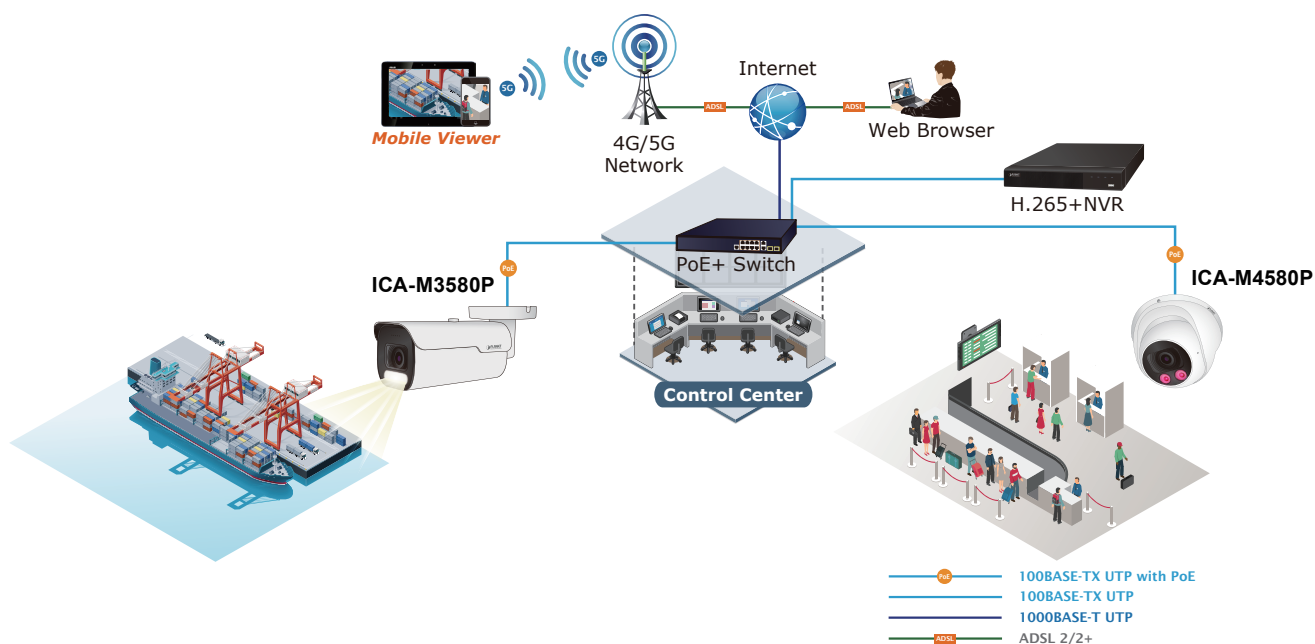 5G
5G
Internet
ADSL
ADSL
Mobile Viewer
4G/5G
Network
Web Browser
H.265+NVR
PoE+ Switch
PoE
PoE
ICA-M3580P
ICA-M4580P
PLANET
Control Center
PoE
100BASE-TX UTP with PoE
100BASE-TX UTP
1000BASE-T UTP
ADSL
ADSL 2/2+